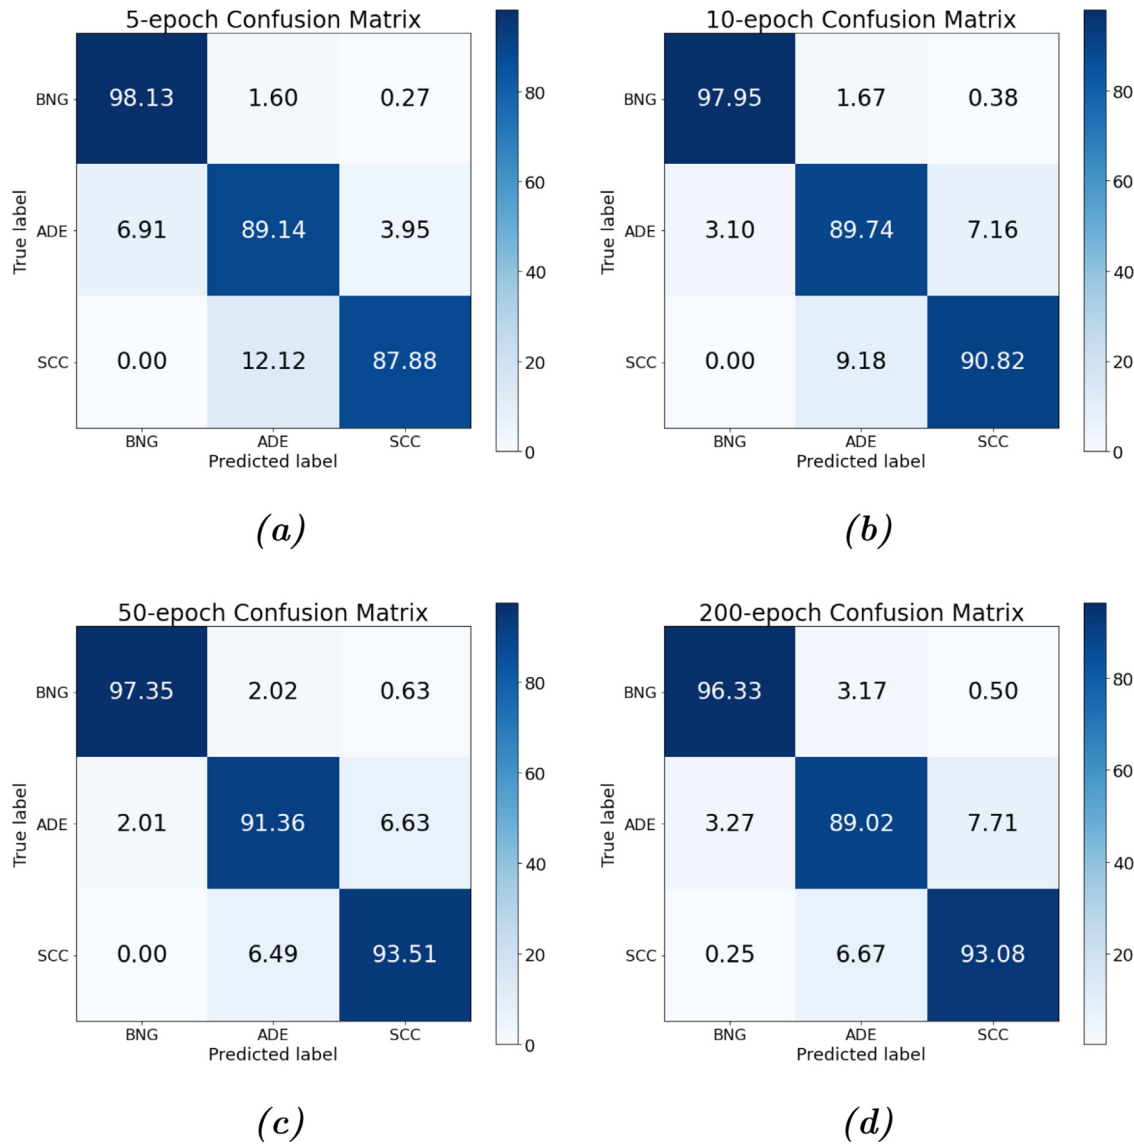 5-epoch Confusion Matrix
BNG 98.13 1.60 0.27
ADE 6.91 89.14 3.95
SCC 0.00 12.12 87.88
BNG ADE SCC
Predicted label
True label
80
60
40
20
0
(a)
10-epoch Confusion Matrix
BNG 97.95 1.67 0.38
ADE 3.10 89.74 7.16
SCC 0.00 9.18 90.82
BNG ADE SCC
Predicted label
True label
80
60
40
20
0
(b)
50-epoch Confusion Matrix
BNG 97.35 2.02 0.63
ADE 2.01 91.36 6.63
SCC 0.00 6.49 93.51
BNG ADE SCC
Predicted label
True label
80
60
40
20
0
(c)
200-epoch Confusion Matrix
BNG 96.33 3.17 0.50
ADE 3.27 89.02 7.71
SCC 0.25 6.67 93.08
BNG ADE SCC
Predicted label
True label
80
60
40
20
(d)